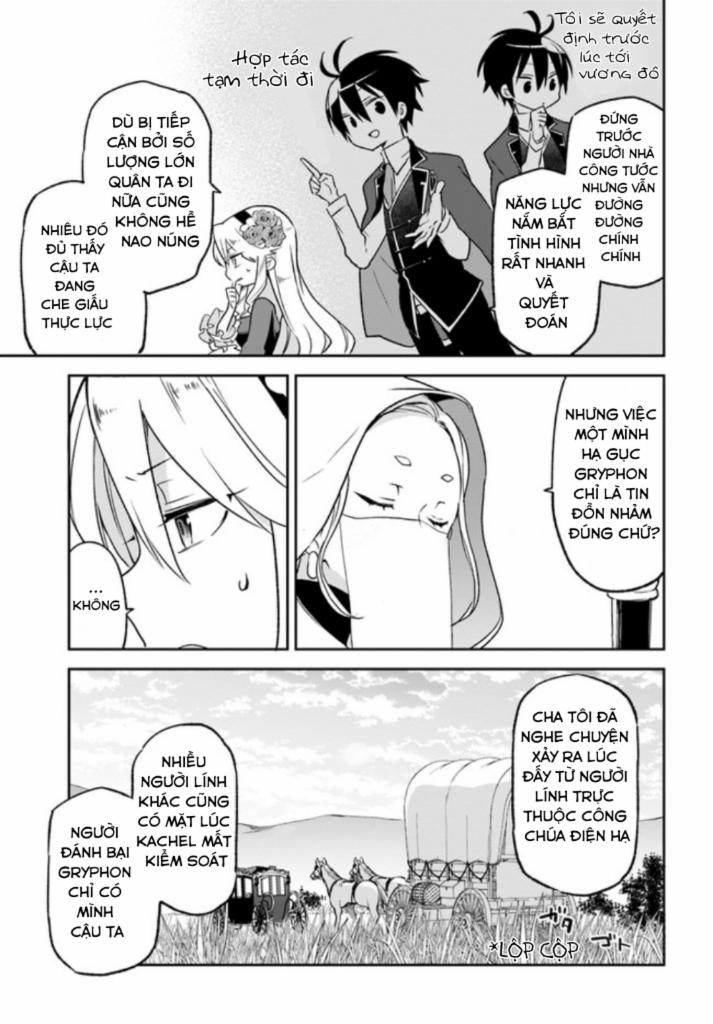 Tôi sẽ quyết
định trước
lúc tới
vương đô
Hợp tác
tạm thời đi
ĐỨNG
TRƯỚC
NGƯỜI NHÀ
CÔNG TƯỚC
NHƯNG VẪN
ĐƯỜNG
ĐƯỜNG
CHÍNH
CHÍNH
NĂNG LỰC
NẮM BẮT
TÌNH HÌNH
RẤT NHANH
VÀ
QUYẾT
ĐOÁN
DÙ BỊ TIẾP
CẬN BỞI SỐ
LƯỢNG LỚN
QUÂN TA ĐI
NỮA CŨNG
KHÔNG HỀ
NAO NÚNG
NHIÊU ĐÓ
ĐỦ THẤY
CẬU TA
ĐANG
CHE GIẤU
THỰC LỰC
NHƯNG VIỆC
MỘT MÌNH
HẠ GỤC
GRYPHON
CHỈ LÀ TIN
ĐỒN NHẢM
ĐÚNG CHỨ?
...
KHÔNG
CHA TÔI ĐÃ
NGHE CHUYỆN
XẢY RA LÚC
ĐẤY TỪ NGƯỜI
LÍNH TRỰC
THUỘC CÔNG
CHÚA ĐIỆN HẠ
NHIỀU
NGƯỜI LÍNH
KHÁC CŨNG
CÓ MẶT LÚC
KACHEL MẤT
KIỂM SOÁT
NGƯỜI
ĐÁNH BẠI
GRYPHON
CHỈ CÓ
MÌNH
CẬU TA
ガタ
ゴト
*LỘP CỘP